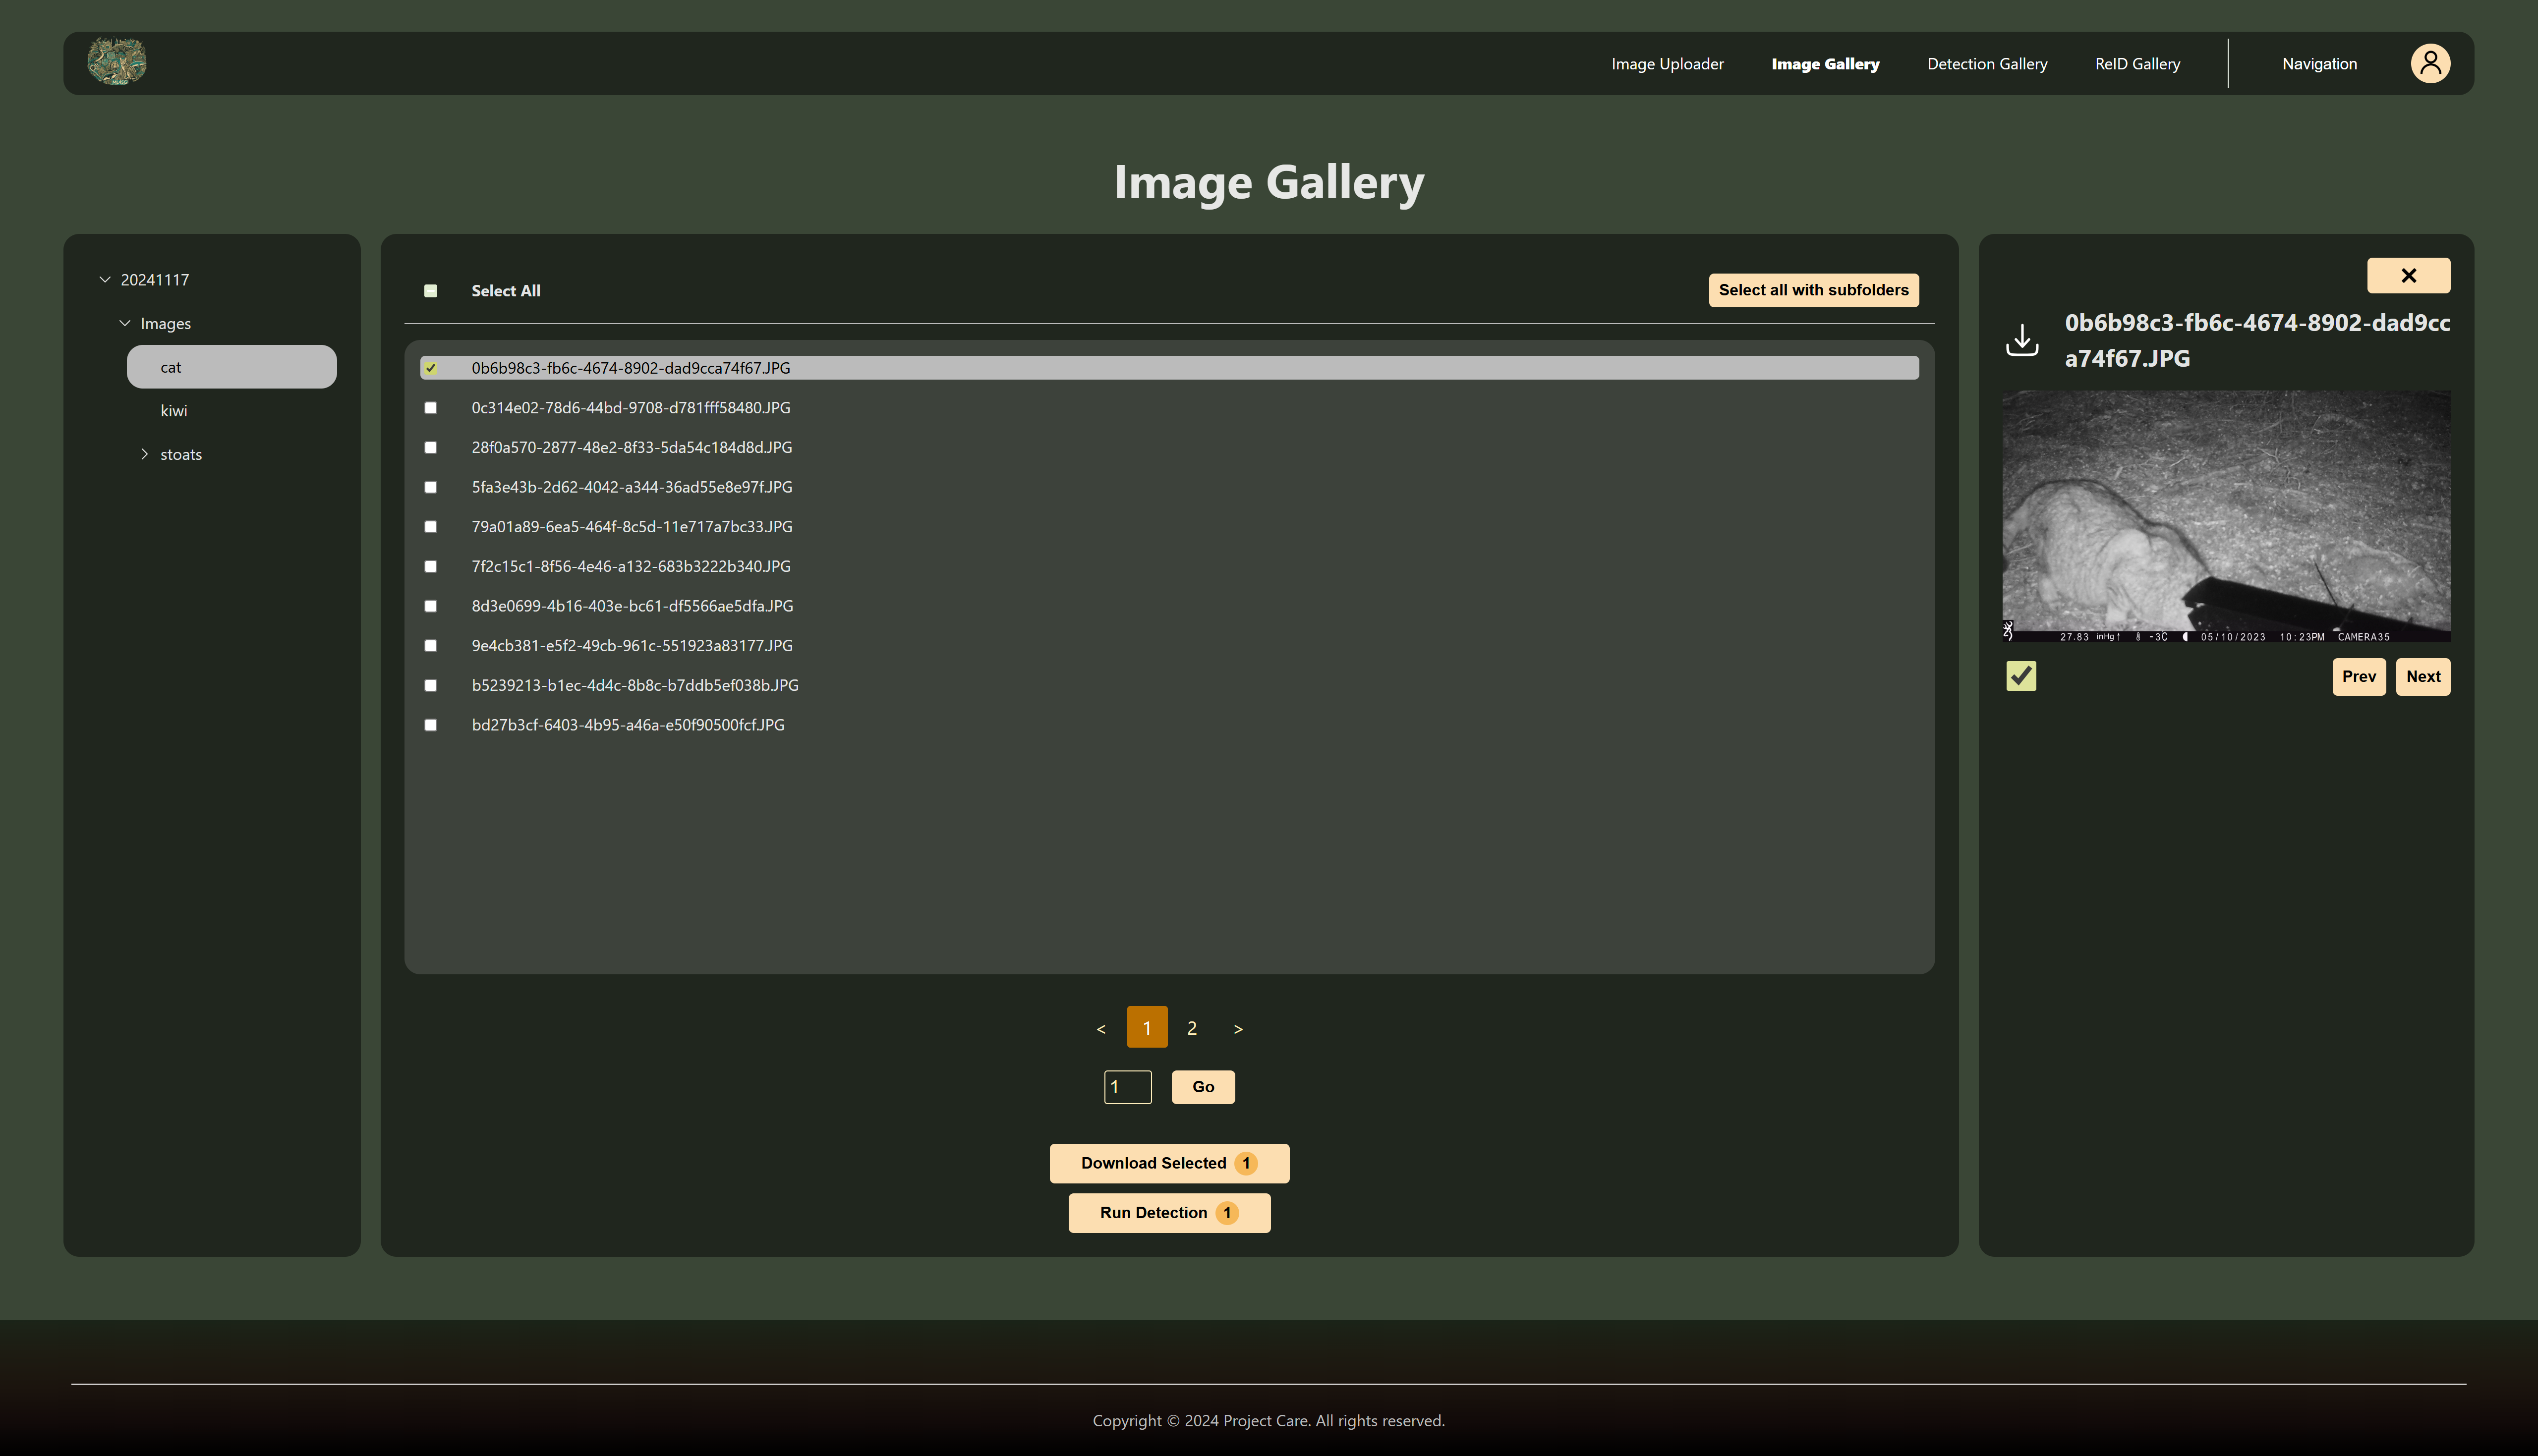 Image Uploader
Image Gallery
Detection Gallery
ReID Gallery
Navigation
Image Gallery
20241117
Images
cat
kiwi
stoats
Select All
Select all with subfolders
0b6b98c3-fb6c-4674-8902-dad9cca74f67.JPG
0c314e02-78d6-44bd-9708-d781fff58480.JPG
28f0a570-2877-48e2-8f33-5da54c184d8d.JPG
5fa3e43b-2d62-4042-a344-36ad55e8e97f.JPG
79a01a89-6ea5-464f-8c5d-11e717a7bc33.JPG
7f2c15c1-8f56-4e46-a132-683b3222b340.JPG
8d3e0699-4b16-403e-bc61-df5566ae5dfa.JPG
9e4cb381-e5f2-49cb-961c-551923a83177.JPG
b5239213-b1ec-4d4c-8b8c-b7ddb5ef038b.JPG
bd27b3cf-6403-4b95-a46a-e50f90500fcf.JPG
< 1 2 >
1 Go
Download Selected 1
Run Detection 1
0b6b98c3-fb6c-4674-8902-dad9cc
a74f67.JPG
27.83 inHg↑ -3C 05/10/2023 10:23PM CAMERA35
Prev Next
Copyright © 2024 Project Care. All rights reserved.